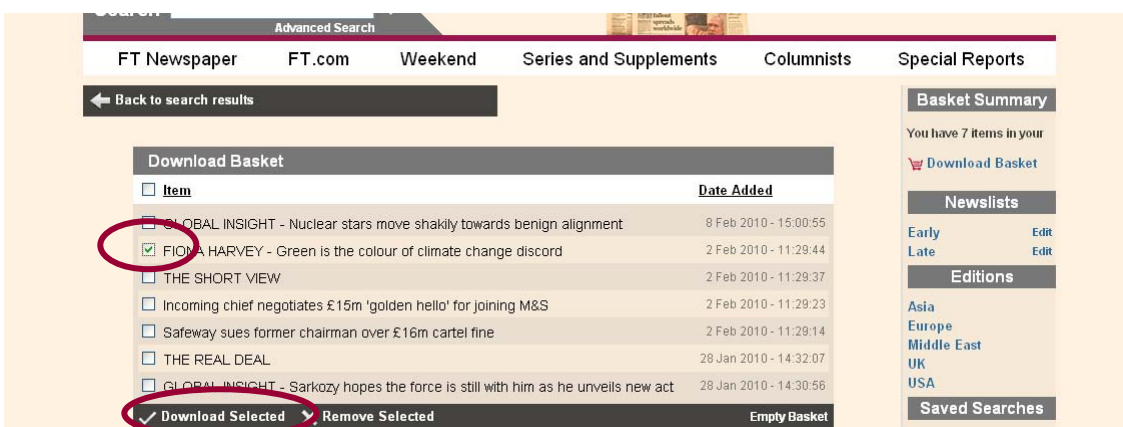 Search
Advanced Search
FT Newspaper FT.com Weekend Series and Supplements Columnists Special Reports
Back to search results
Download Basket
Item Date Added
GLOBAL INSIGHT - Nuclear stars move shakily towards benign alignment 8 Feb 2010 - 15:00:55
FIONA HARVEY - Green is the colour of climate change discord 2 Feb 2010 - 11:29:44
THE SHORT VIEW 2 Feb 2010 - 11:29:37
Incoming chief negotiates £15m 'golden hello' for joining M&S 2 Feb 2010 - 11:29:23
Safeway sues former chairman over £16m cartel fine 2 Feb 2010 - 11:29:14
THE REAL DEAL 28 Jan 2010 - 14:32:07
GLOBAL INSIGHT - Sarkozy hopes the force is still with him as he unveils new act 28 Jan 2010 - 14:30:56
Download Selected Remove Selected Empty Basket
Basket Summary
You have 7 items in your
Download Basket
Newslists
Early Edit
Late Edit
Editions
Asia
Europe
Middle East
UK
USA
Saved Searches